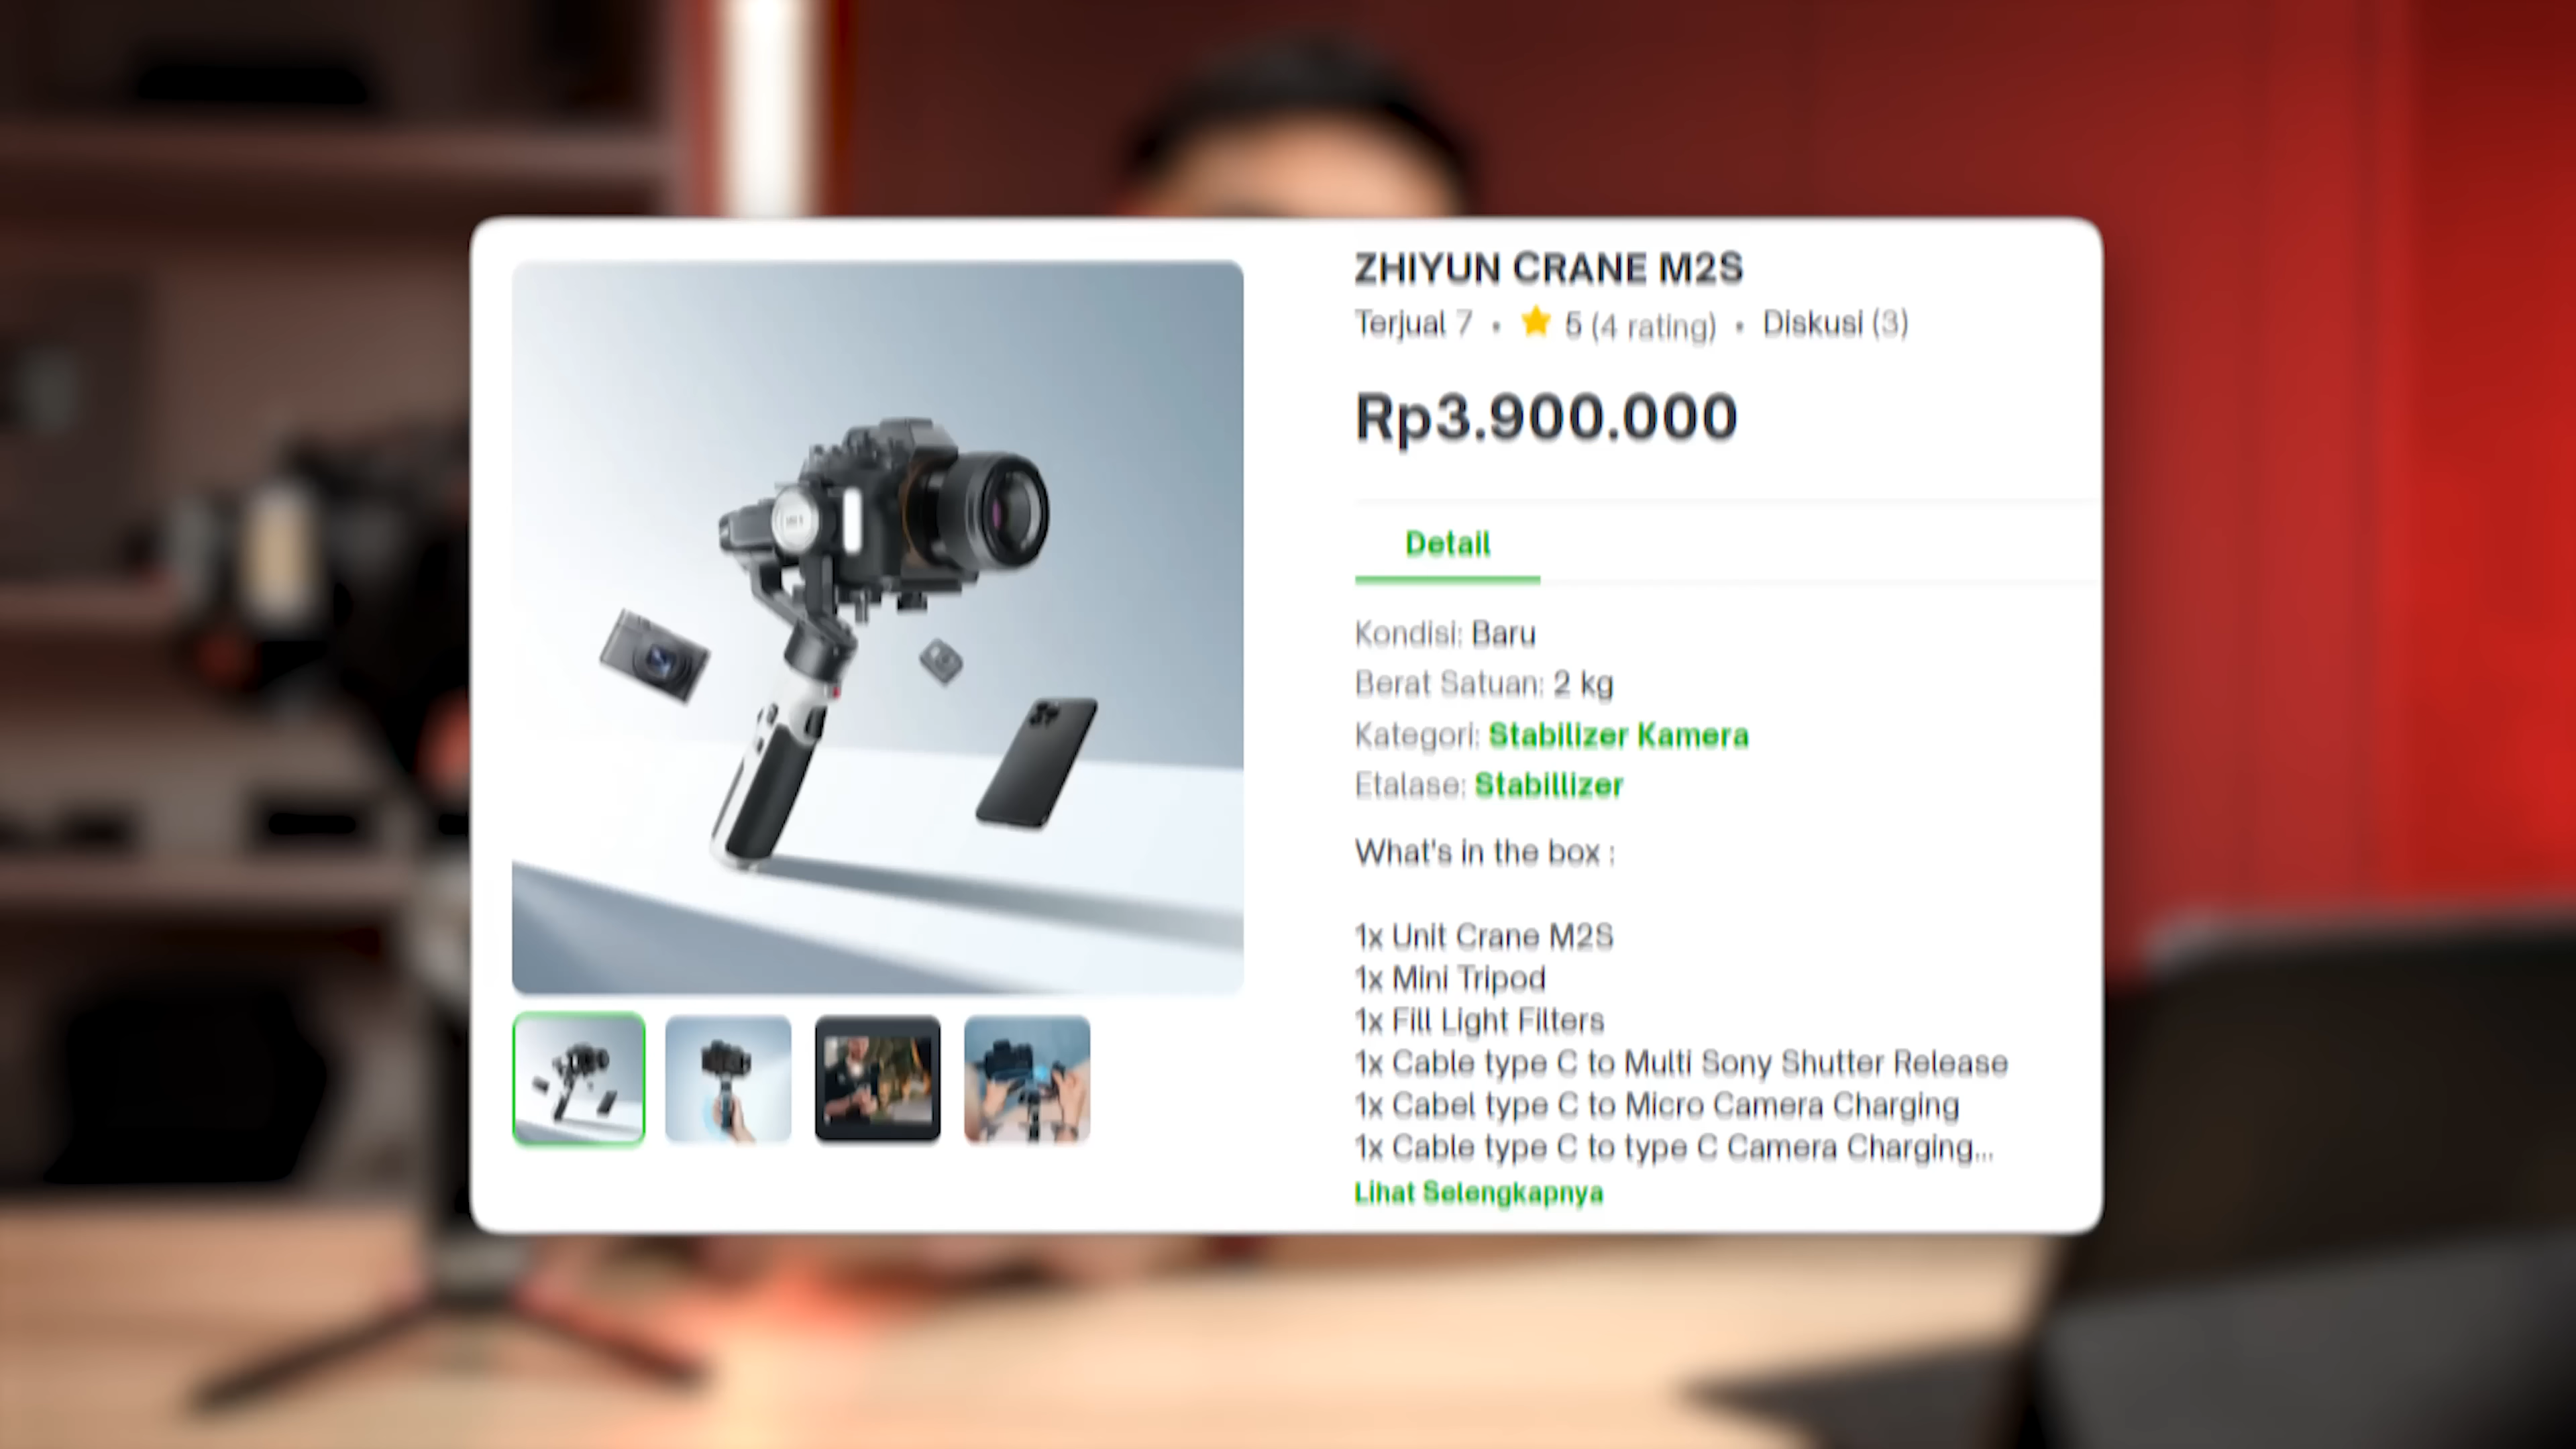 ZHIYUN CRANE M2S
Terjual 7 • 5 (4 rating) • Diskusi (3)
Rp3.900.000
Detail
Kondisi: Baru
Berat Satuan: 2 kg
Kategori: Stabilizer Kamera
Etalase: Stabillizer
What's in the box :
1x Unit Crane M2S
1x Mini Tripod
1x Fill Light Filters
1x Cable type C to Multi Sony Shutter Release
1x Cabel type C to Micro Camera Charging
1x Cable type C to type C Camera Charging...
Lihat Selengkapnya